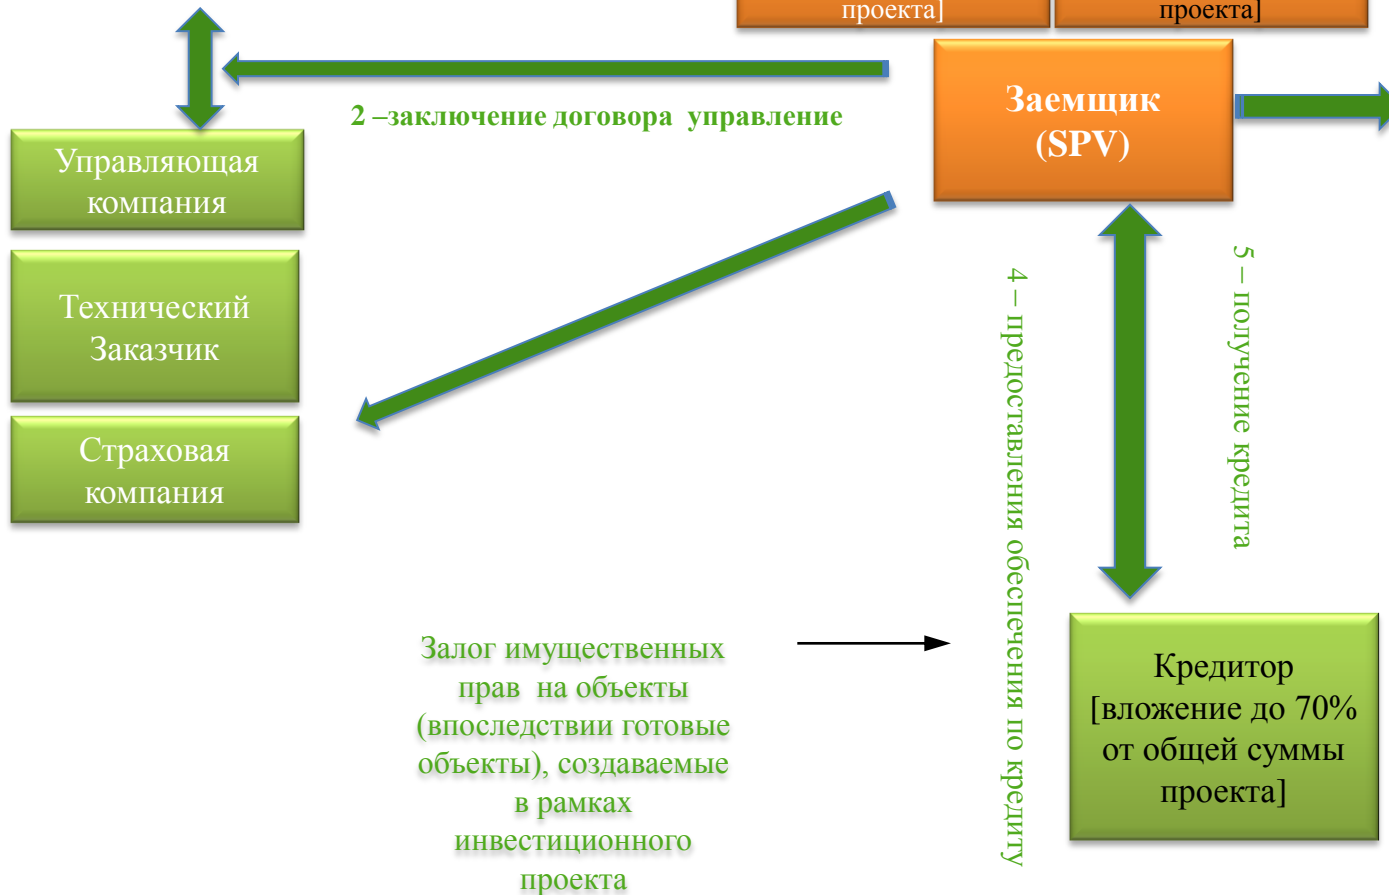 проекта]
проекта]
Заемщик
(SPV)
2 –заключение договора управление
Управляющая
компания
Технический
Заказчик
Страховая
компания
4 – предоставления обеспечения по кредиту
5 – получение кредита
Залог имущественных
прав на объекты
(впоследствии готовые
объекты), создаваемые
в рамках
инвестиционного
проекта
Кредитор
[вложение до 70%
от общей суммы
проекта]